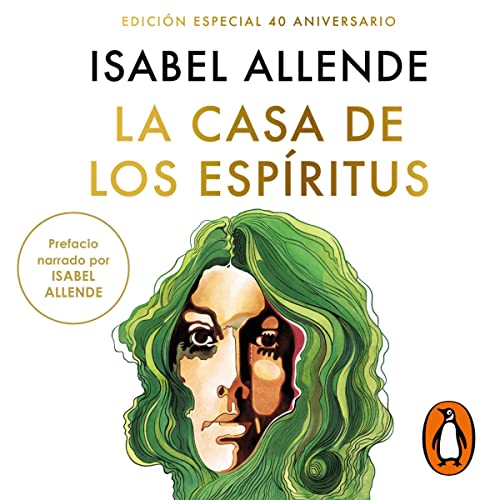 EDICIÓN ESPECIAL 40 ANIVERSARIO
ISABEL ALLENDE
LA CASA DE
LOS ESPÍRITUS
Prefacio
narrado por
ISABEL
ALLENDE